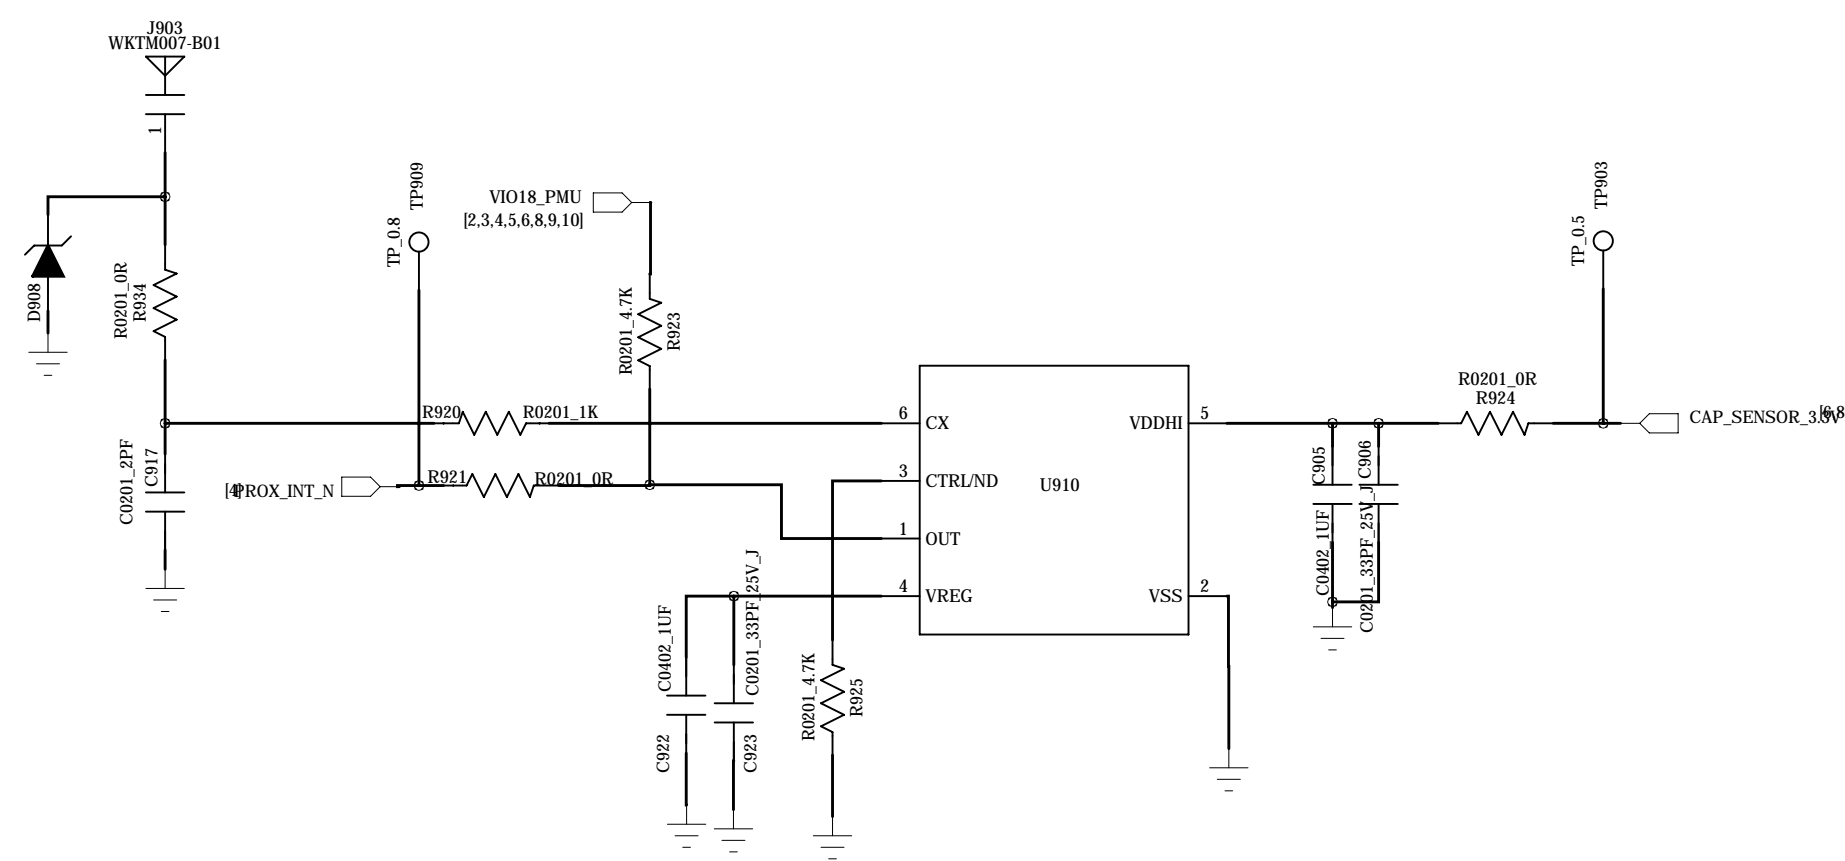 J903
WKTM007-B01
1
D908
R0201_0R
R934
TP_0.8
TP909
VIO18_PMU
[2,3,4,5,6,8,9,10]
R0201_4.7K
R923
TP_0.5
TP903
R920
R0201_1K
R921
R0201_0R
PROX_INT_N
[4]
C0201_2PF
C917
6
CX
3
CTRL/ND
1
OUT
4
VREG
U910
VDDHI
5
VSS
2
R0201_0R
R924
CAP_SENSOR_3.3V
C905
C0402_1UF
C906
C0201_33PF_25V_J
C0402_1UF
C922
C0201_33PF_25V_J
C923
R0201_4.7K
R925